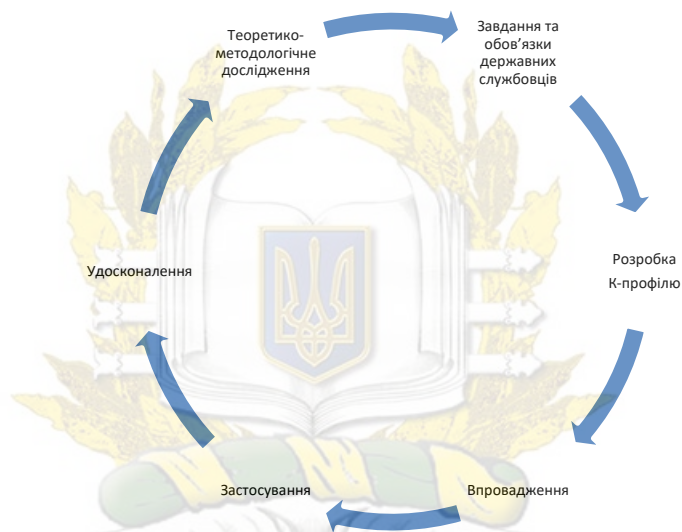 Теоретико-
методологічне
дослідження
Завдання та
обов’язки
державних
службовців
Розробка
К-профілю
Впровадження
Застосування
Удосконалення